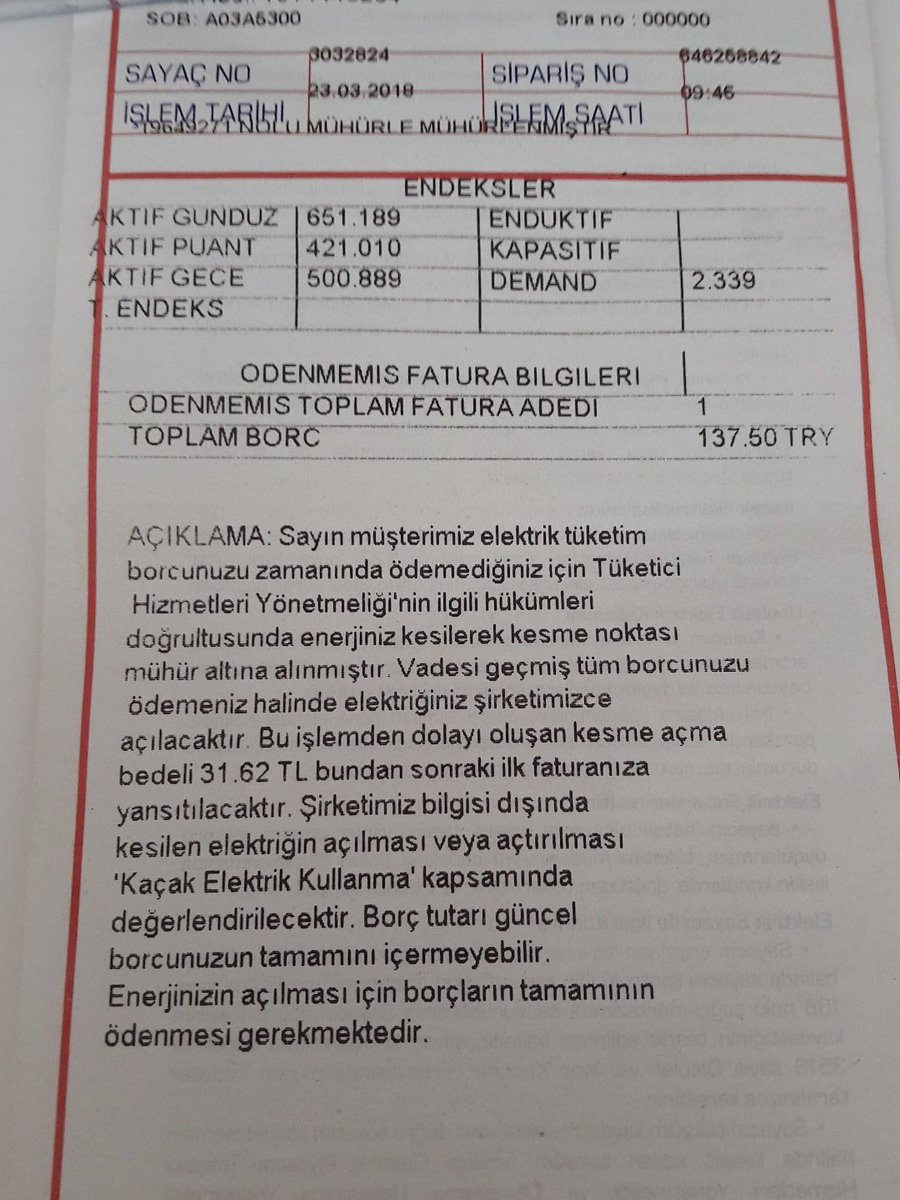 SOB: A03A5300 Sıra no : 000000
SAYAÇ NO 3032824 SİPARİŞ NO 646258842
İŞLEM TARİHİ 23.03.2018 İŞLEM SAATİ 09:46
19649271 NOLU MÜHÜRLE MÜHÜRLENMİŞTİR
ENDEKSLER
AKTIF GUNDUZ 651.189 ENDUKTIF
AKTIF PUANT 421.010 KAPASITIF
AKTIF GECE 500.889 DEMAND 2.339
T. ENDEKS
ODENMEMIS FATURA BILGILERI
ODENMEMIS TOPLAM FATURA ADEDI 1
TOPLAM BORC 137.50 TRY
AÇIKLAMA: Sayın müşterimiz elektrik tüketim
borcunuzu zamanında ödemediğiniz için Tüketici
Hizmetleri Yönetmeliği'nin ilgili hükümleri
doğrultusunda enerjiniz kesilerek kesme noktası
mühür altına alınmıştır. Vadesi geçmiş tüm borcunuzu
ödemeniz halinde elektriğiniz şirketimizce
açılacaktır. Bu işlemden dolayı oluşan kesme açma
bedeli 31.62 TL bundan sonraki ilk faturanıza
yansıtılacaktır. Şirketimiz bilgisi dışında
kesilen elektriğin açılması veya açtırılması
'Kaçak Elektrik Kullanma' kapsamında
değerlendirilecektir. Borç tutarı güncel
borcunuzun tamamını içermeyebilir.
Enerjinizin açılması için borçların tamamının
ödenmesi gerekmektedir.